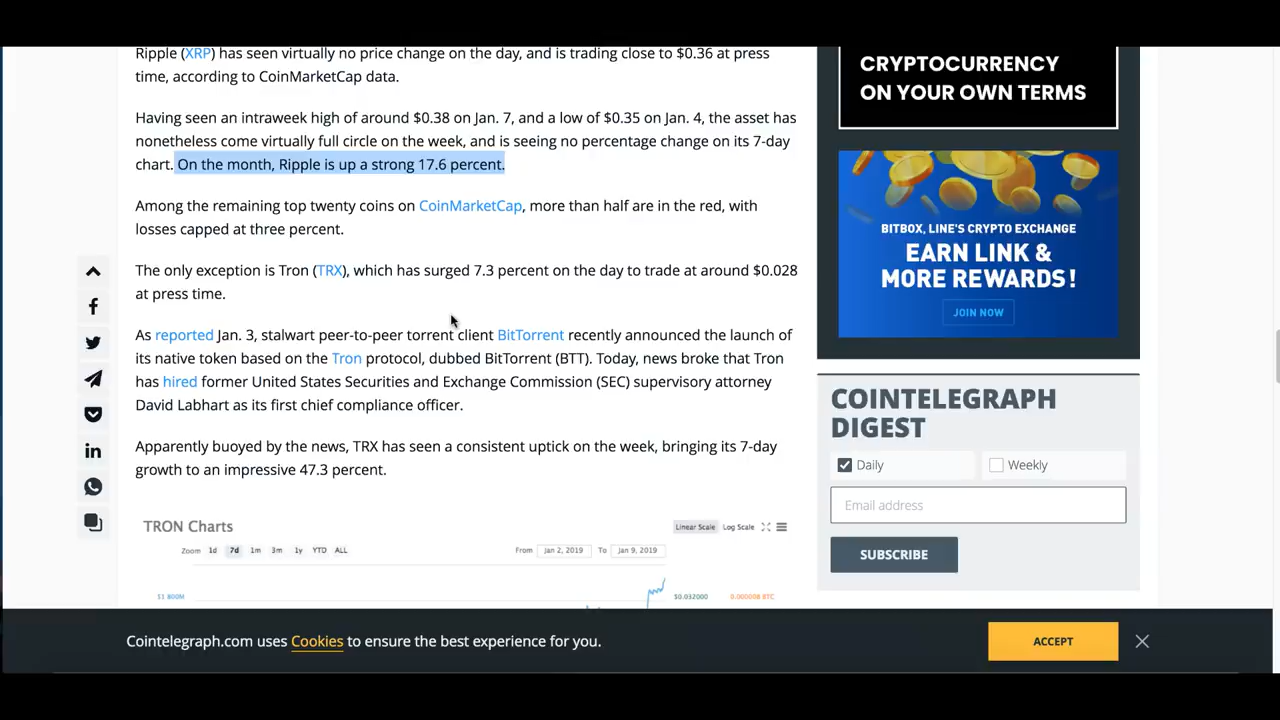 Ripple (XRP) has seen virtually no price change on the day, and is trading close to $0.36 at press
time, according to CoinMarketCap data.
Having seen an intraweek high of around $0.38 on Jan. 7, and a low of $0.35 on Jan. 4, the asset has
nonetheless come virtually full circle on the week, and is seeing no percentage change on its 7-day
chart. On the month, Ripple is up a strong 17.6 percent.
Among the remaining top twenty coins on CoinMarketCap, more than half are in the red, with
losses capped at three percent.
The only exception is Tron (TRX), which has surged 7.3 percent on the day to trade at around $0.028
at press time.
As reported Jan. 3, stalwart peer-to-peer torrent client BitTorrent recently announced the launch of
its native token based on the Tron protocol, dubbed BitTorrent (BTT). Today, news broke that Tron
has hired former United States Securities and Exchange Commission (SEC) supervisory attorney
David Labhart as its first chief compliance officer.
Apparently buoyed by the news, TRX has seen a consistent uptick on the week, bringing its 7-day
growth to an impressive 47.3 percent.
TRON Charts
Linear Scale Log Scale
Zoom 1d 7d 1m 3m 1y YTD ALL From Jan 2, 2019 To Jan 9, 2019
$1 800M $0.032000 0.000008 BTC
CRYPTOCURRENCY
ON YOUR OWN TERMS
BITBOX, LINE'S CRYPTO EXCHANGE
EARN LINK &
MORE REWARDS!
JOIN NOW
COINTELEGRAPH
DIGEST
Daily Weekly
Email address
SUBSCRIBE
Cointelegraph.com uses Cookies to ensure the best experience for you.
ACCEPT